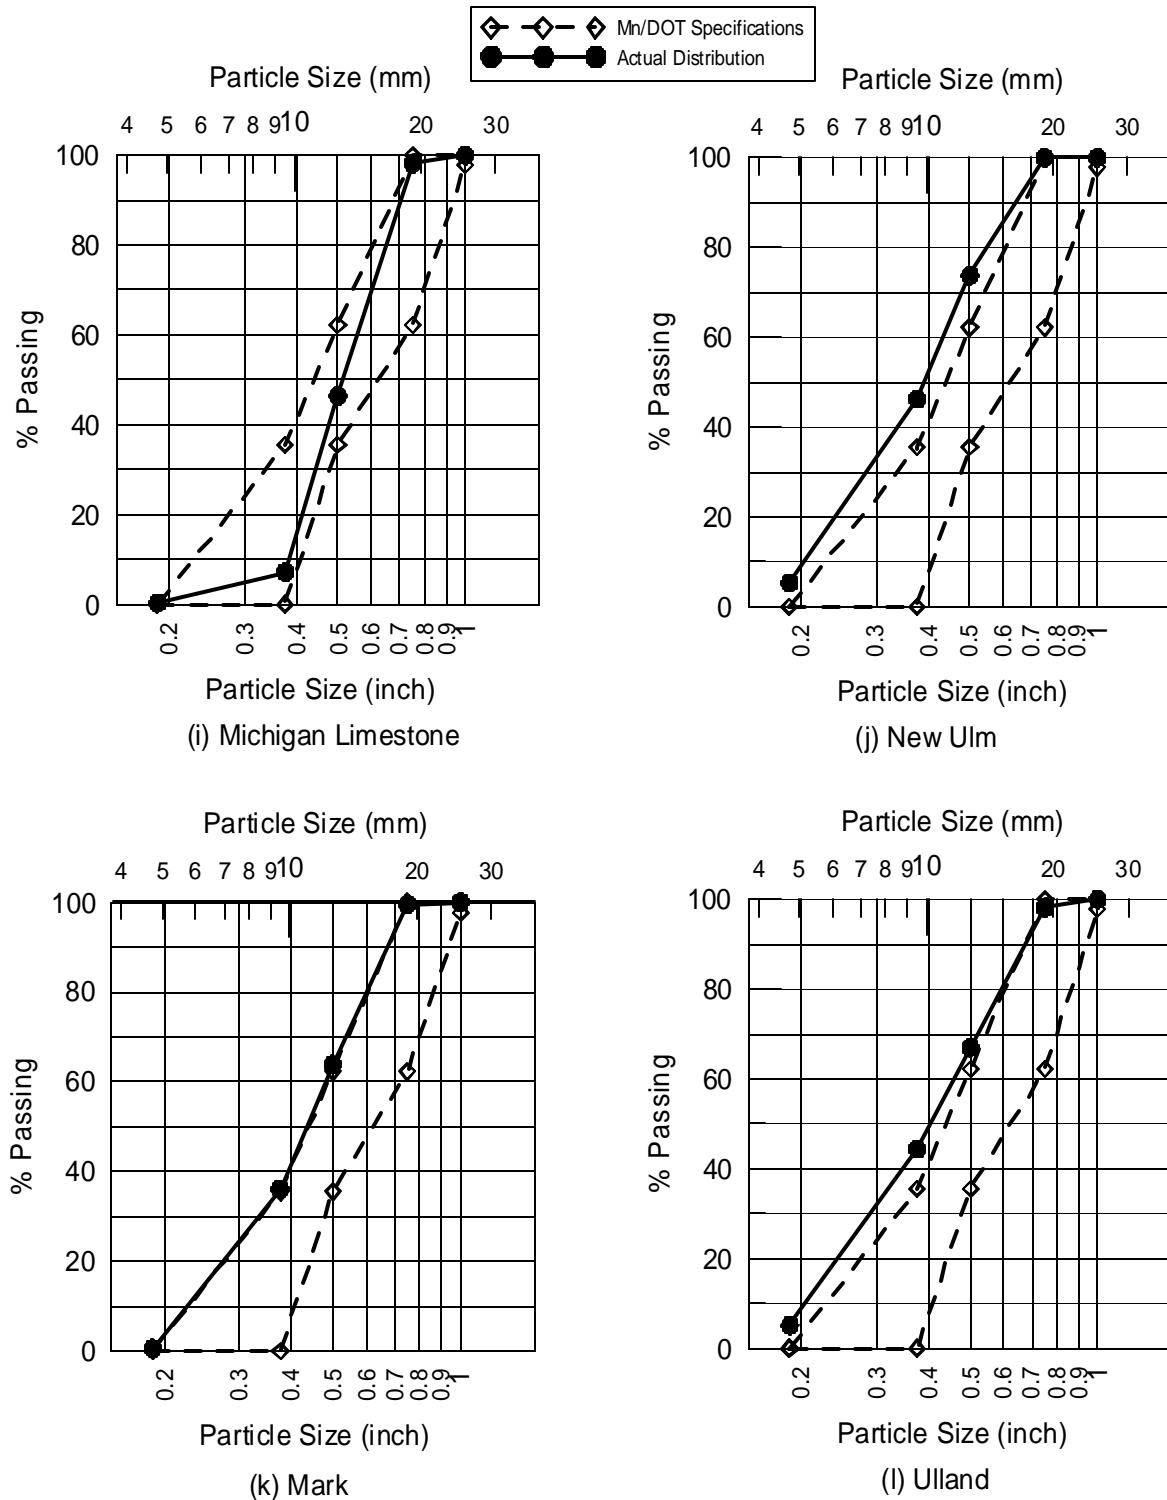 Mn/DOT Specifications
Actual Distribution
Particle Size (mm)
4 5 6 7 8 9 10 20 30
100
80
60
40
20
0
% Passing
0.2 0.3 0.4 0.5 0.6 0.7 0.8 0.9 1
Particle Size (inch)
(i) Michigan Limestone
Particle Size (mm)
4 5 6 7 8 9 10 20 30
100
80
60
40
20
0
% Passing
0.2 0.3 0.4 0.5 0.6 0.7 0.8 0.9 1
Particle Size (inch)
(j) New Ulm
Particle Size (mm)
4 5 6 7 8 9 10 20 30
100
80
60
40
20
0
% Passing
0.2 0.3 0.4 0.5 0.6 0.7 0.8 0.9 1
Particle Size (inch)
(k) Mark
Particle Size (mm)
4 5 6 7 8 9 10 20 30
100
80
60
40
20
0
% Passing
0.2 0.3 0.4 0.5 0.6 0.7 0.8 0.9 1
Particle Size (inch)
(l) Ulland